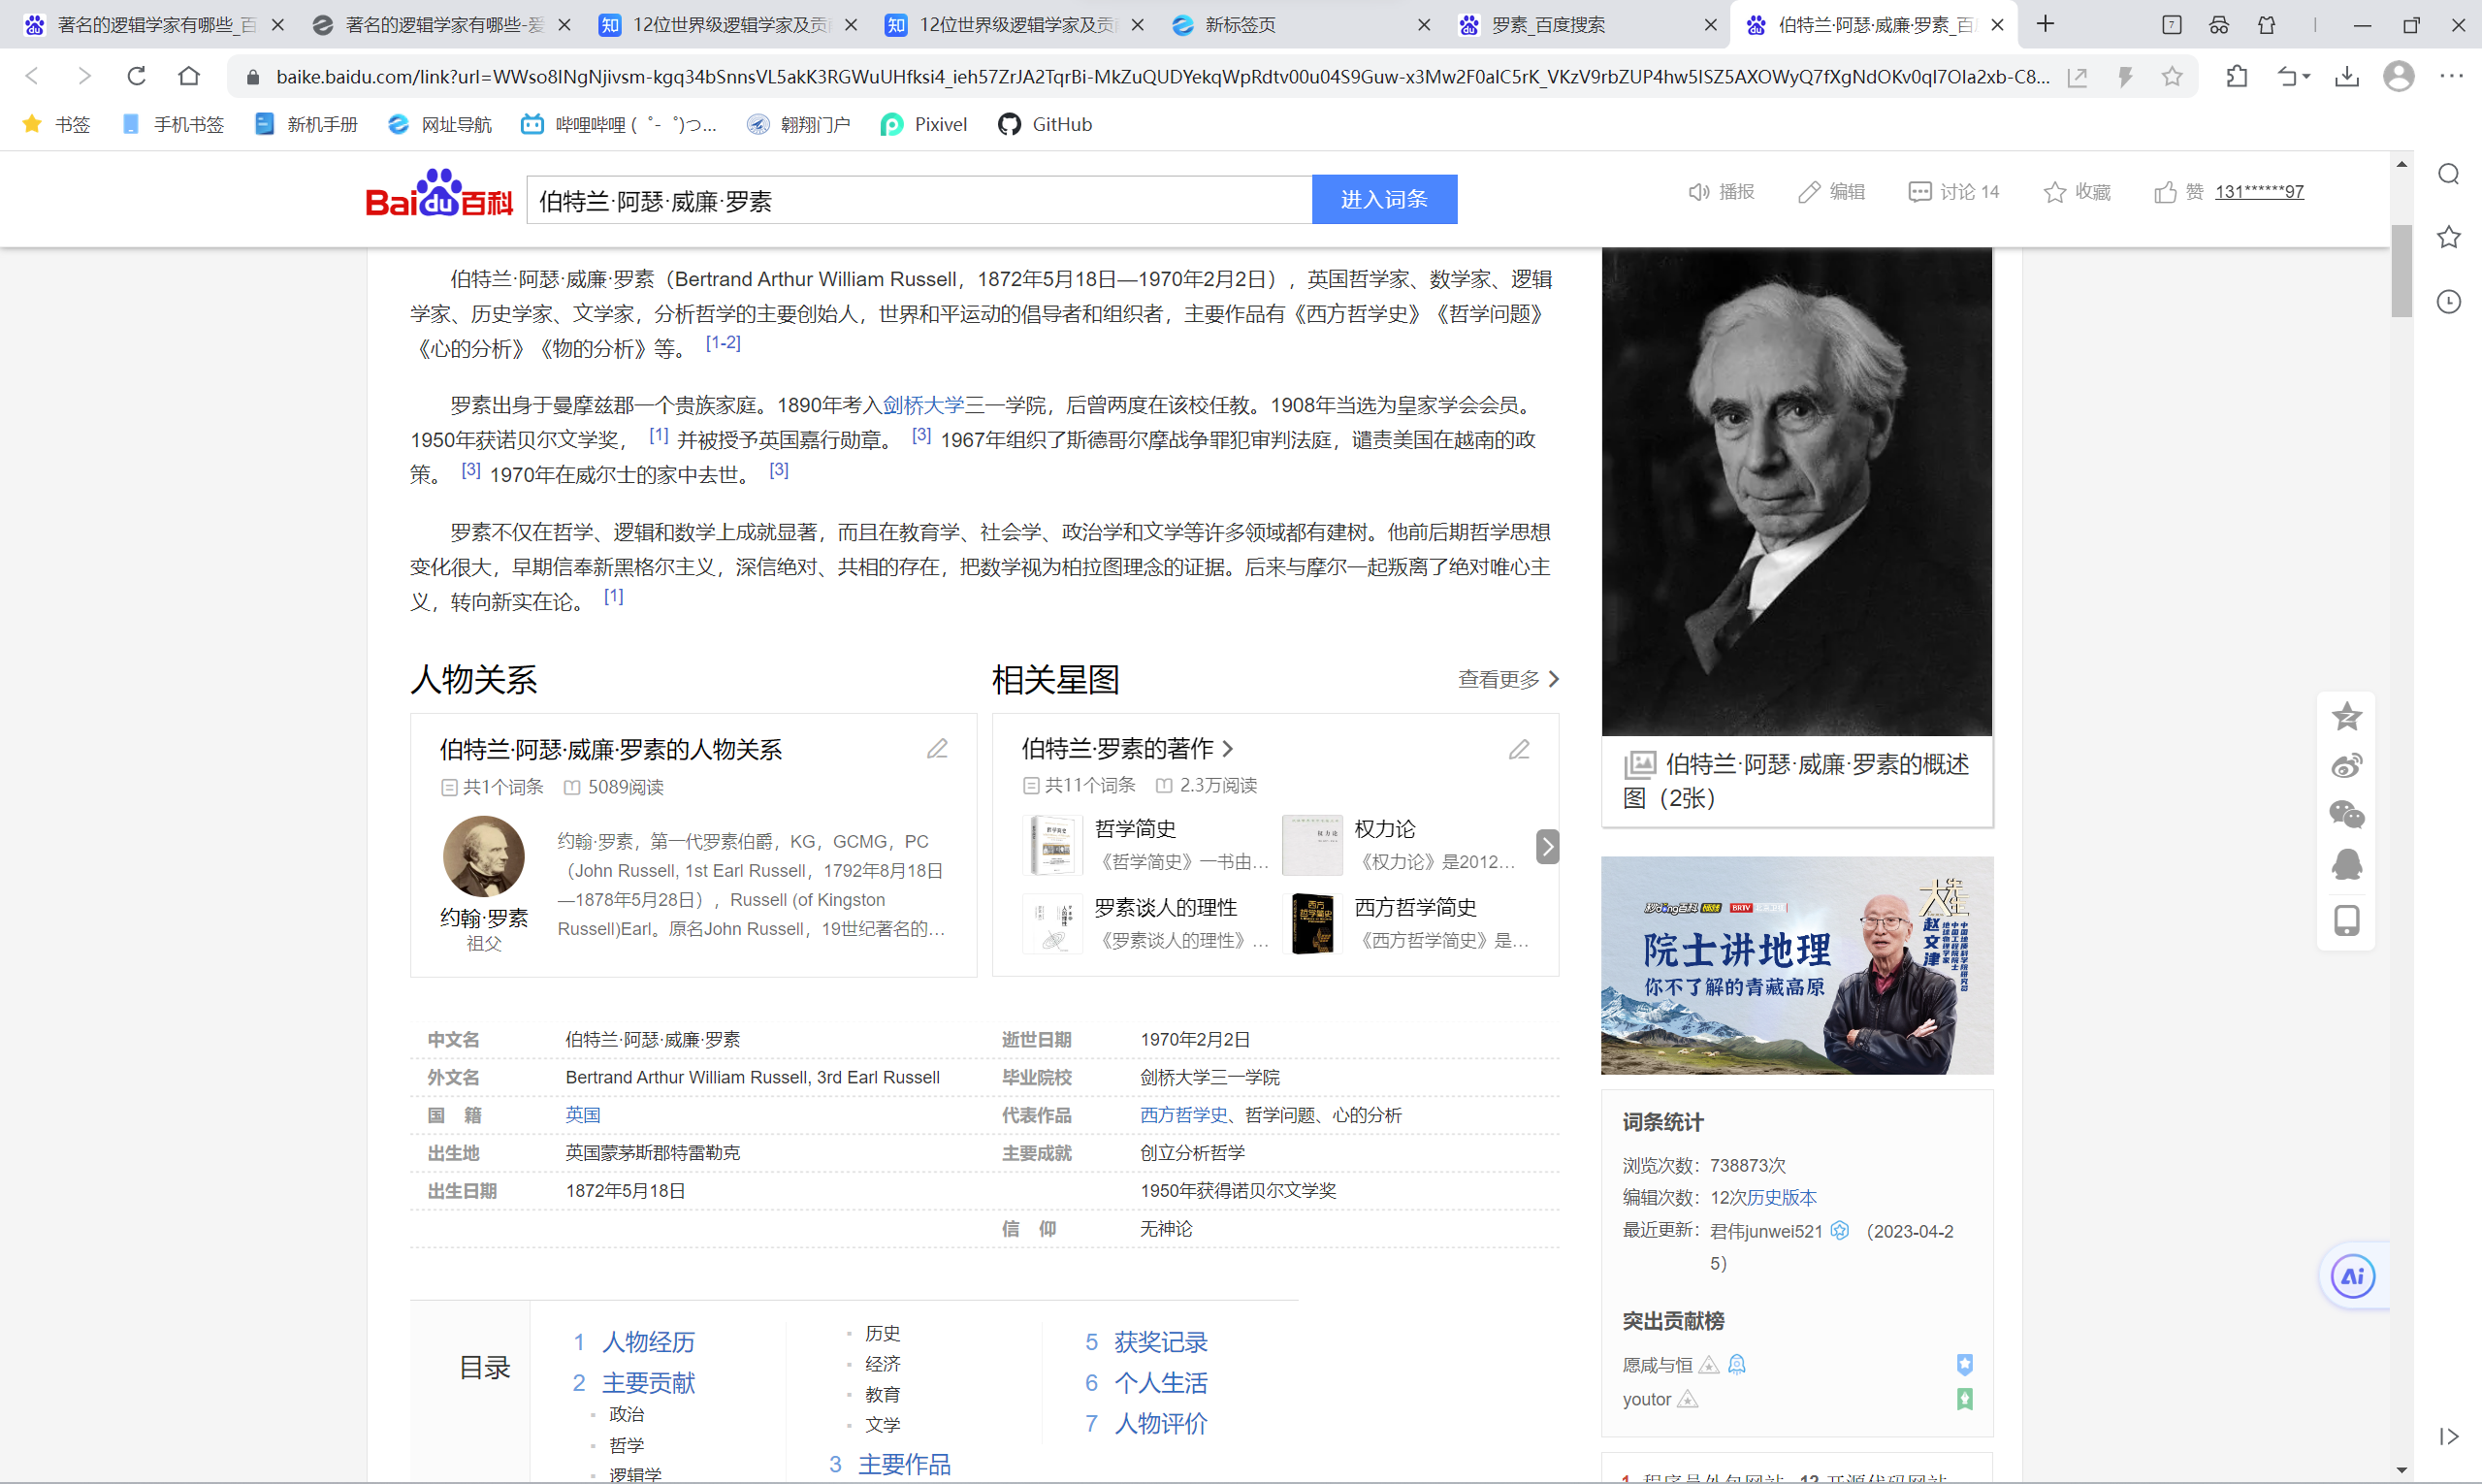 著名的逻辑学家有哪些_百
著名的逻辑学家有哪些-爱
12位世界级逻辑学家及贡
12位世界级逻辑学家及贡
新标签页
罗素_百度搜索
伯特兰·阿瑟·威廉·罗素_百
7
baike.baidu.com/link?url=WWso8INgNjivsm-kgq34bSnnsVL5akK3RGWuUHfksi4_ieh57ZrJA2TqrBi-MkZuQUDYekqWpRdtv00u04S9Guw-x3Mw2F0aIC5rK_VKzV9rbZUP4hw5ISZ5AXOWyQ7fXgNdOKv0qI7OIa2xb-C8...
书签
手机书签
新机手册
网址导航
哔哩哔哩 ( ゜- ゜)つ...
翱翔门户
Pixivel
GitHub
Bai du 百科
伯特兰·阿瑟·威廉·罗素
进入词条
播报
编辑
讨论 14
收藏
赞
131******97
伯特兰·阿瑟·威廉·罗素（Bertrand Arthur William Russell，1872年5月18日—1970年2月2日），英国哲学家、数学家、逻辑
学家、历史学家、文学家，分析哲学的主要创始人，世界和平运动的倡导者和组织者，主要作品有《西方哲学史》《哲学问题》
《心的分析》《物的分析》等。 [1-2]
罗素出身于曼摩兹郡一个贵族家庭。1890年考入剑桥大学三一学院，后曾两度在该校任教。1908年当选为皇家学会会员。
1950年获诺贝尔文学奖， [1] 并被授予英国嘉行勋章。 [3] 1967年组织了斯德哥尔摩战争罪犯审判法庭，谴责美国在越南的政
策。 [3] 1970年在威尔士的家中去世。 [3]
罗素不仅在哲学、逻辑和数学上成就显著，而且在教育学、社会学、政治学和文学等许多领域都有建树。他前后期哲学思想
变化很大，早期信奉新黑格尔主义，深信绝对、共相的存在，把数学视为柏拉图理念的证据。后来与摩尔一起叛离了绝对唯心主
义，转向新实在论。 [1]
人物关系
伯特兰·阿瑟·威廉·罗素的人物关系
共1个词条 5089阅读
约翰·罗素
祖父
约翰·罗素，第一代罗素伯爵，KG，GCMG，PC
（John Russell, 1st Earl Russell，1792年8月18日
—1878年5月28日），Russell (of Kingston
Russell)Earl。原名John Russell，19世纪著名的...
相关星图
查看更多
伯特兰·罗素的著作
共11个词条 2.3万阅读
哲学简史
《哲学简史》一书由...
权力论
《权力论》是2012...
罗素谈人的理性
《罗素谈人的理性》...
西方哲学简史
《西方哲学简史》是...
中文名 伯特兰·阿瑟·威廉·罗素
外文名 Bertrand Arthur William Russell, 3rd Earl Russell
国 籍 英国
出生地 英国蒙茅斯郡特雷勒克
出生日期 1872年5月18日
逝世日期 1970年2月2日
毕业院校 剑桥大学三一学院
代表作品 西方哲学史、哲学问题、心的分析
主要成就 创立分析哲学
1950年获得诺贝尔文学奖
信 仰 无神论
目录
1 人物经历
2 主要贡献
政治
哲学
逻辑学
历史
经济
教育
文学
3 主要作品
5 获奖记录
6 个人生活
7 人物评价
伯特兰·阿瑟·威廉·罗素的概述
图（2张）
秒dong百科
BRTV
院士讲地理
你不了解的青藏高原
赵文津
词条统计
浏览次数：738873次
编辑次数：12次历史版本
最近更新：君伟junwei521 （2023-04-2
5）
突出贡献榜
愿咸与恒
youtor
Ai
1 程序员外包网站 12 开源代码网站